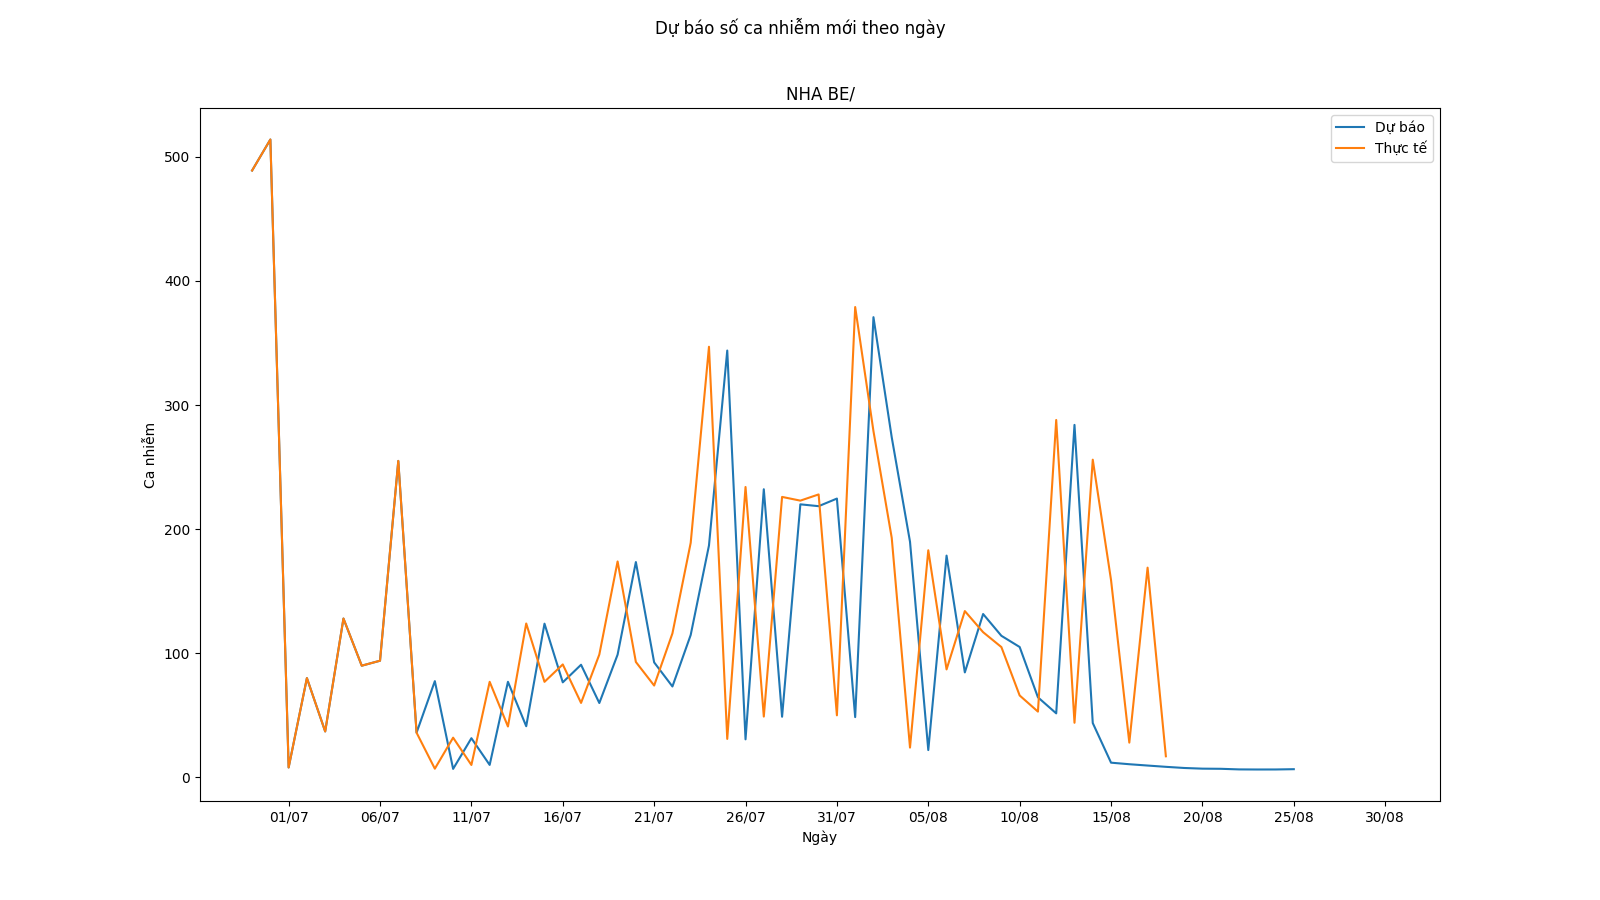 Dự báo số ca nhiễm mới theo ngày
NHA BE/
Dự báo
Thực tế
500
400
300
200
100
0
Ca nhiễm
01/07 06/07 11/07 16/07 21/07 26/07 31/07 05/08 10/08 15/08 20/08 25/08 30/08
Ngày